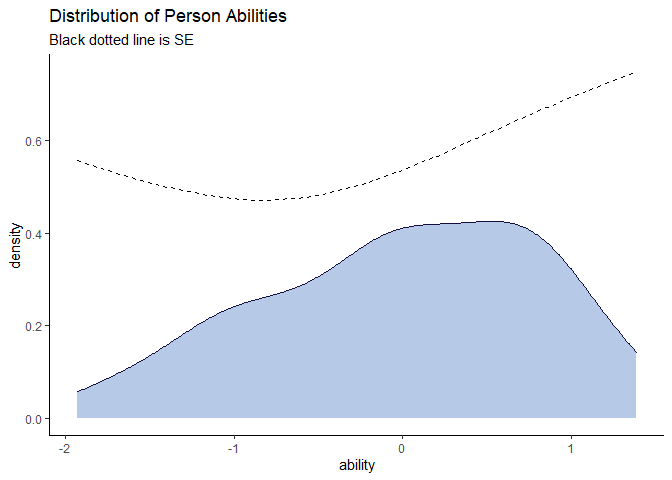 Distribution of Person Abilities
Black dotted line is SE
density
0.6
0.4
0.2
0.0
-2
-1
0
1
ability